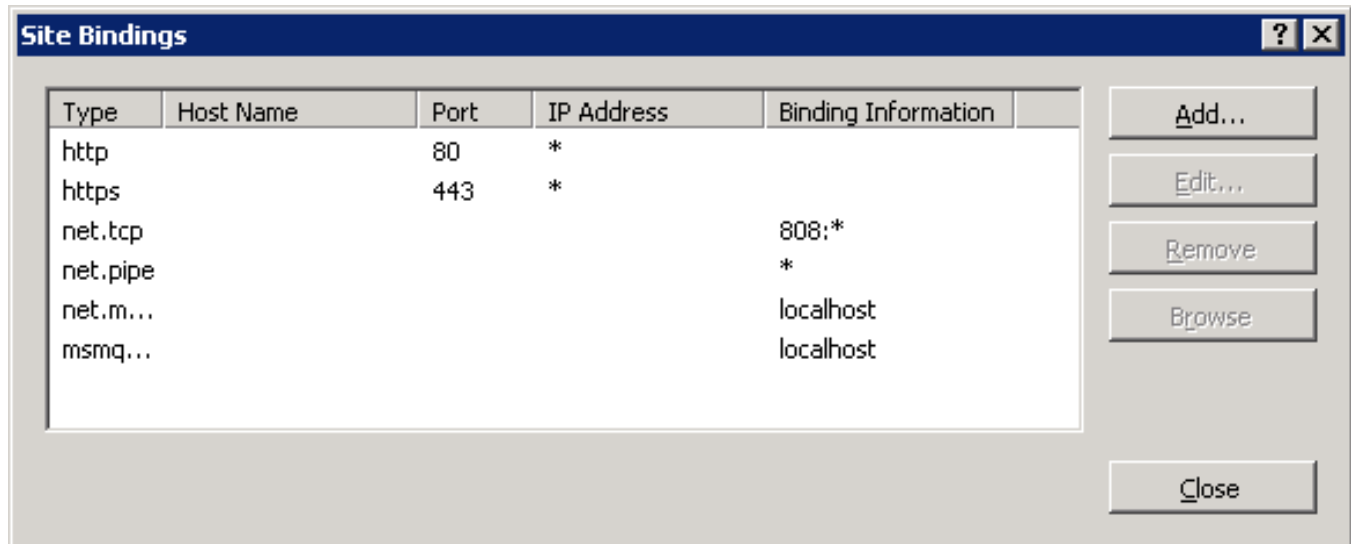 Site Bindings
Type Host Name Port IP Address Binding Information
http 80 *
https 443 *
net.tcp 808:*
net.pipe *
net.m... localhost
msmq... localhost
Add...
Edit...
Remove
Browse
Close